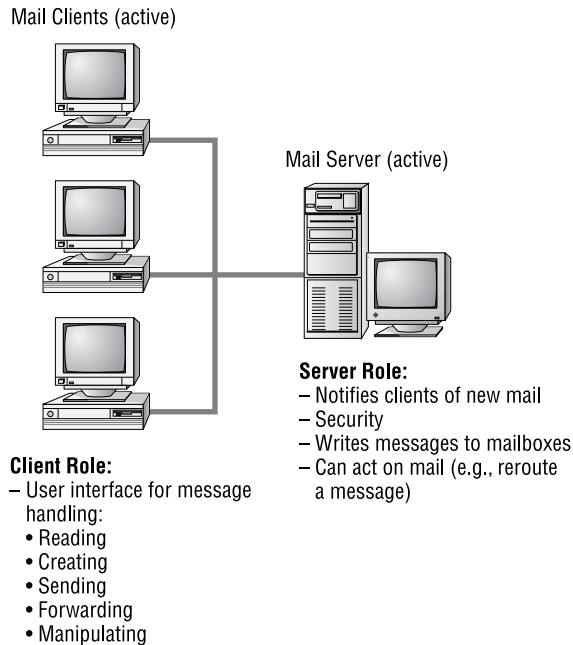 Mail Clients (active)
Mail Server (active)
Server Role:
– Notifies clients of new mail
– Security
– Writes messages to mailboxes
– Can act on mail (e.g., reroute
a message)
Client Role:
– User interface for message
handling:
• Reading
• Creating
• Sending
• Forwarding
• Manipulating